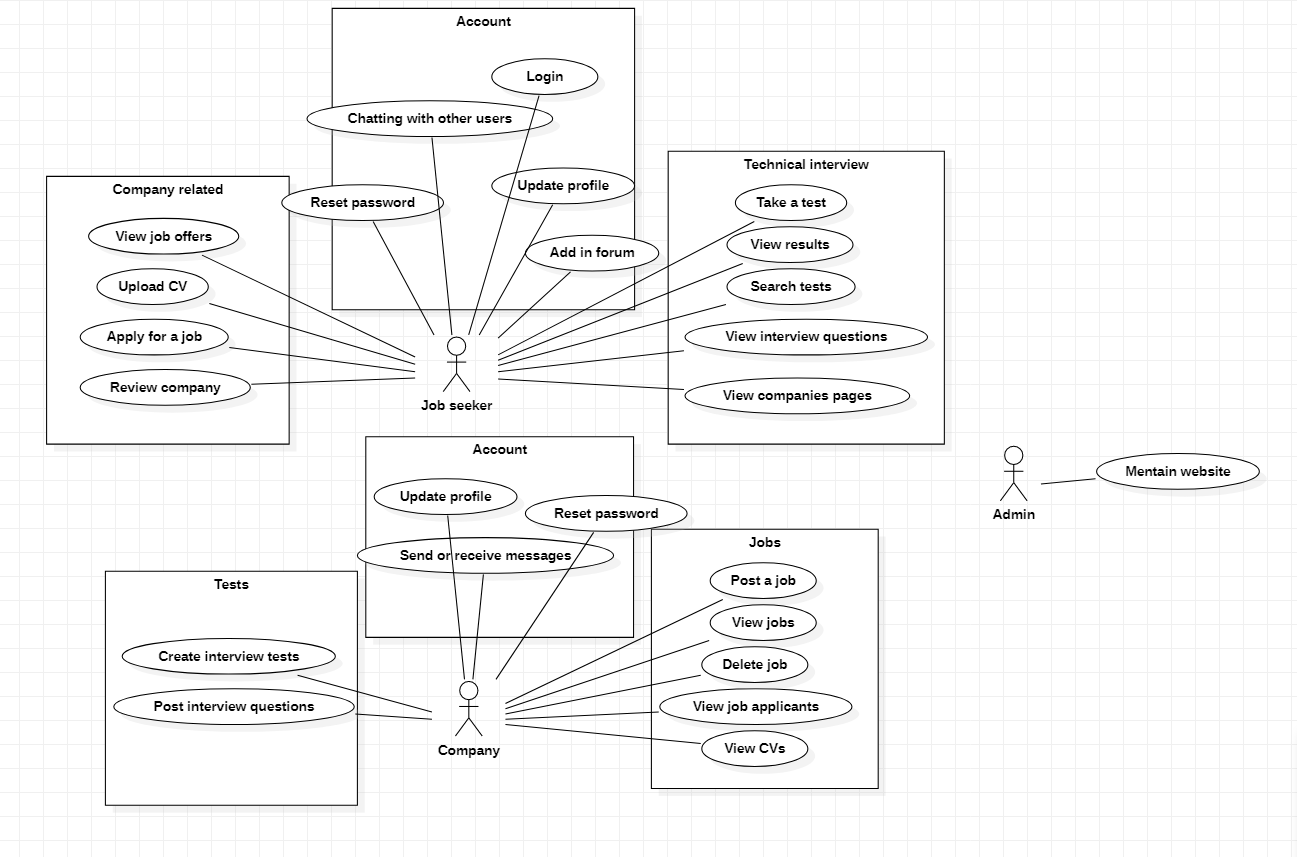 Account
Login
Chatting with other users
Update profile
Reset password
Add in forum
Company related
View job offers
Upload CV
Apply for a job
Review company
Technical interview
Take a test
View results
Search tests
View interview questions
View companies pages
Job seeker
Account
Update profile
Reset password
Send or receive messages
Admin
Mentain website
Tests
Create interview tests
Post interview questions
Company
Jobs
Post a job
View jobs
Delete job
View job applicants
View CVs